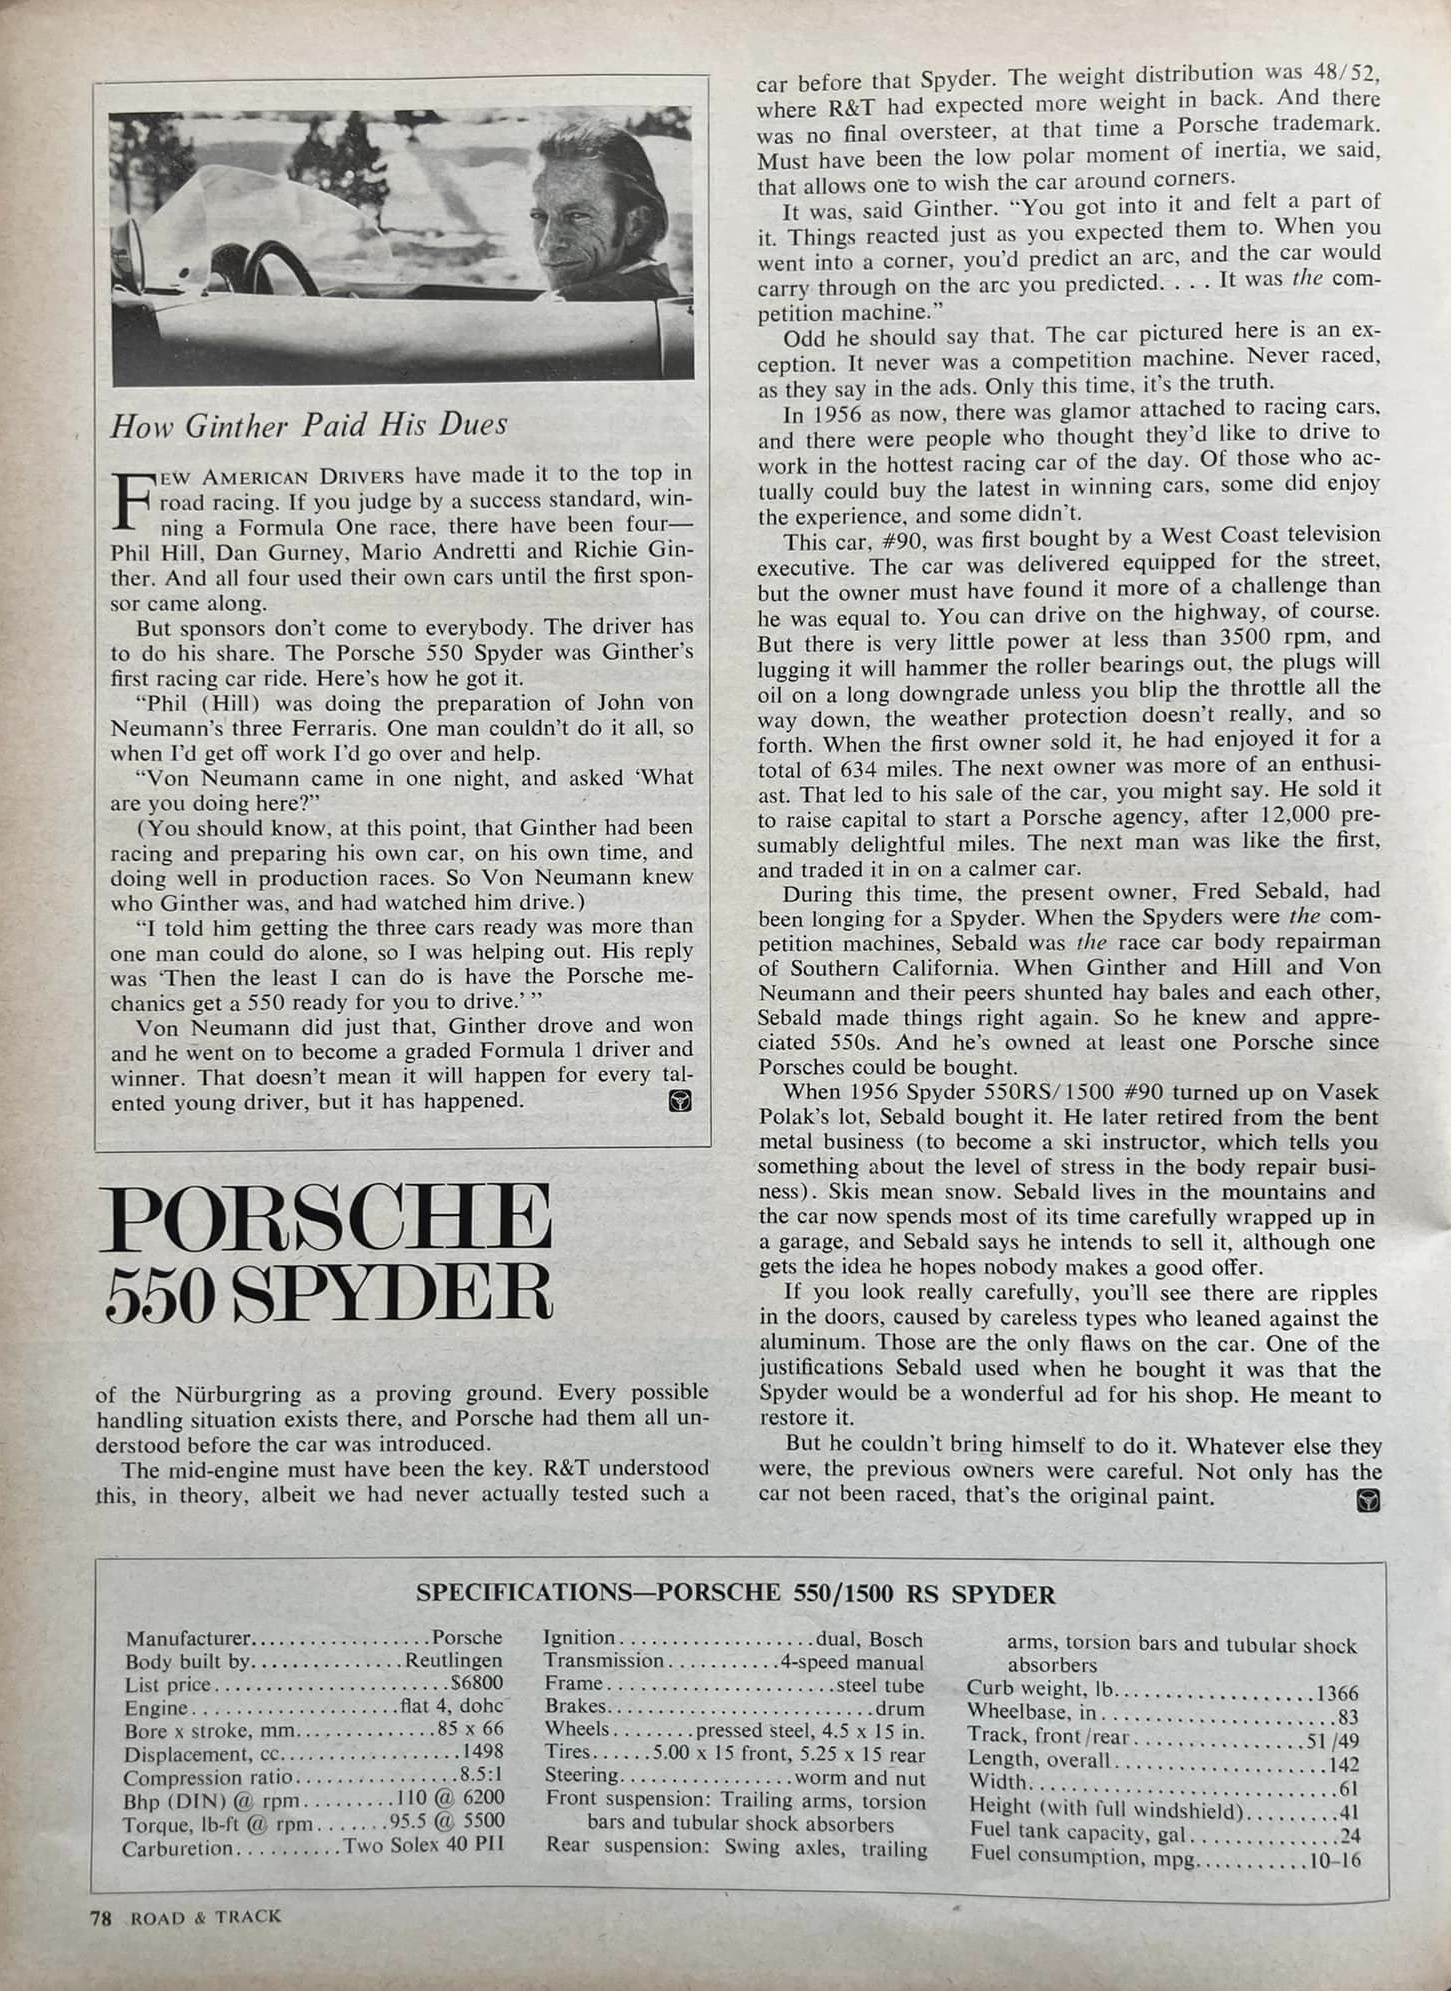 How Ginther Paid His Dues
FEW AMERICAN DRIVERS have made it to the top in
road racing. If you judge by a success standard, win-
ning a Formula One race, there have been four—
Phil Hill, Dan Gurney, Mario Andretti and Richie Gin-
ther. And all four used their own cars until the first spon-
sor came along.
But sponsors don't come to everybody. The driver has
to do his share. The Porsche 550 Spyder was Ginther's
first racing car ride. Here's how he got it.
"Phil (Hill) was doing the preparation of John von
Neumann's three Ferraris. One man couldn't do it all, so
when I'd get off work I'd go over and help.
"Von Neumann came in one night, and asked 'What
are you doing here?"
(You should know, at this point, that Ginther had been
racing and preparing his own car, on his own time, and
doing well in production races. So Von Neumann knew
who Ginther was, and had watched him drive.)
"I told him getting the three cars ready was more than
one man could do alone, so I was helping out. His reply
was 'Then the least I can do is have the Porsche me-
chanics get a 550 ready for you to drive.' "
Von Neumann did just that, Ginther drove and won
and he went on to become a graded Formula 1 driver and
winner. That doesn't mean it will happen for every tal-
ented young driver, but it has happened.
PORSCHE
550 SPYDER
of the Nürburgring as a proving ground. Every possible
handling situation exists there, and Porsche had them all un-
derstood before the car was introduced.
The mid-engine must have been the key. R&T understood
this, in theory, albeit we had never actually tested such a
car before that Spyder. The weight distribution was 48/52,
where R&T had expected more weight in back. And there
was no final oversteer, at that time a Porsche trademark.
Must have been the low polar moment of inertia, we said,
that allows one to wish the car around corners.
It was, said Ginther. "You got into it and felt a part of
it. Things reacted just as you expected them to. When you
went into a corner, you'd predict an arc, and the car would
carry through on the arc you predicted. . . . It was the com-
petition machine."
Odd he should say that. The car pictured here is an ex-
ception. It never was a competition machine. Never raced,
as they say in the ads. Only this time, it's the truth.
In 1956 as now, there was glamor attached to racing cars,
and there were people who thought they'd like to drive to
work in the hottest racing car of the day. Of those who ac-
tually could buy the latest in winning cars, some did enjoy
the experience, and some didn't.
This car, #90, was first bought by a West Coast television
executive. The car was delivered equipped for the street,
but the owner must have found it more of a challenge than
he was equal to. You can drive on the highway, of course.
But there is very little power at less than 3500 rpm, and
lugging it will hammer the roller bearings out, the plugs will
oil on a long downgrade unless you blip the throttle all the
way down, the weather protection doesn't really, and so
forth. When the first owner sold it, he had enjoyed it for a
total of 634 miles. The next owner was more of an enthusi-
ast. That led to his sale of the car, you might say. He sold it
to raise capital to start a Porsche agency, after 12,000 pre-
sumably delightful miles. The next man was like the first,
and traded it in on a calmer car.
During this time, the present owner, Fred Sebald, had
been longing for a Spyder. When the Spyders were the com-
petition machines, Sebald was the race car body repairman
of Southern California. When Ginther and Hill and Von
Neumann and their peers shunted hay bales and each other,
Sebald made things right again. So he knew and appre-
ciated 550s. And he's owned at least one Porsche since
Porsches could be bought.
When 1956 Spyder 550RS/1500 #90 turned up on Vasek
Polak's lot, Sebald bought it. He later retired from the bent
metal business (to become a ski instructor, which tells you
something about the level of stress in the body repair busi-
ness). Skis mean snow. Sebald lives in the mountains and
the car now spends most of its time carefully wrapped up in
a garage, and Sebald says he intends to sell it, although one
gets the idea he hopes nobody makes a good offer.
If you look really carefully, you'll see there are ripples
in the doors, caused by careless types who leaned against the
aluminum. Those are the only flaws on the car. One of the
justifications Sebald used when he bought it was that the
Spyder would be a wonderful ad for his shop. He meant to
restore it.
But he couldn't bring himself to do it. Whatever else they
were, the previous owners were careful. Not only has the
car not been raced, that's the original paint.
SPECIFICATIONS—PORSCHE 550/1500 RS SPYDER
Manufacturer..................Porsche
Body built by...............Reutlingen
List price.......................$6800
Engine.....................flat 4, dohc
Bore x stroke, mm..............85 x 66
Displacement, cc..................1498
Compression ratio................8.5:1
Bhp (DIN) @ rpm.........110 @ 6200
Torque, lb-ft @ rpm.......95.5 @ 5500
Carburetion..........Two Solex 40 PII
Ignition...................dual, Bosch
Transmission...........4-speed manual
Frame.......................steel tube
Brakes..........................drum
Wheels........pressed steel, 4.5 x 15 in.
Tires......5.00 x 15 front, 5.25 x 15 rear
Steering.................worm and nut
Front suspension: Trailing arms, torsion
bars and tubular shock absorbers
Rear suspension: Swing axles, trailing
arms, torsion bars and tubular shock
absorbers
Curb weight, lb....................1366
Wheelbase, in.......................83
Track, front/rear.................51/49
Length, overall.....................142
Width...............................61
Height (with full windshield).........41
Fuel tank capacity, gal...............24
Fuel consumption, mpg...........10-16
78 ROAD & TRACK